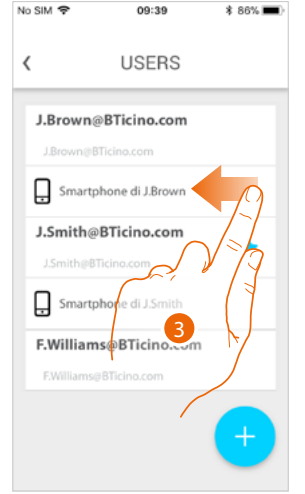 No SIM 09:39 86%
USERS
J.Brown@BTicino.com
J.Brown@BTicino.com
Smartphone di J.Brown
J.Smith@BTicino.com
J.Smith@BTicino.com
Smartphone di J.Smith
3
F.Williams@BTicino.com
F.Williams@BTicino.com
+